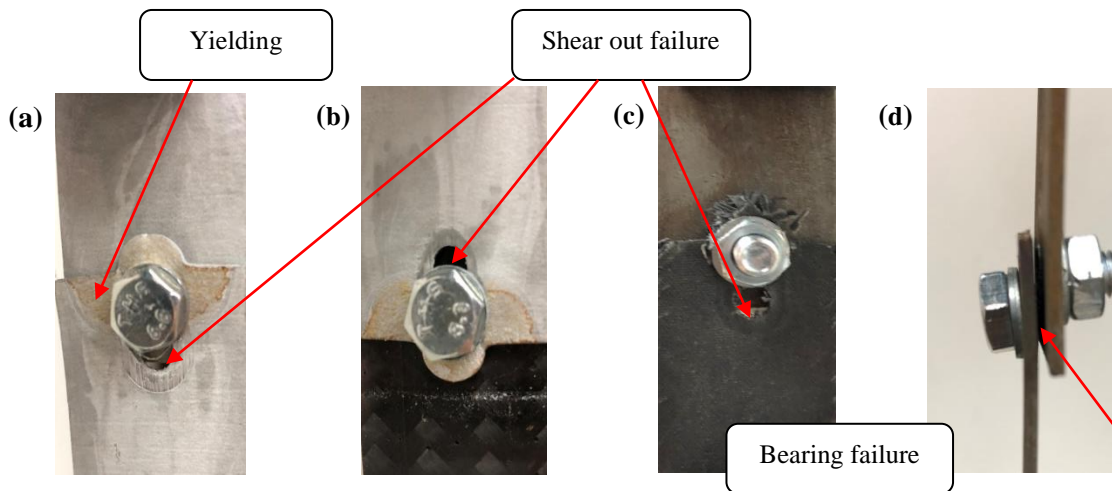 Yielding
Shear out failure
(a)
(b)
(c)
(d)
Bearing failure